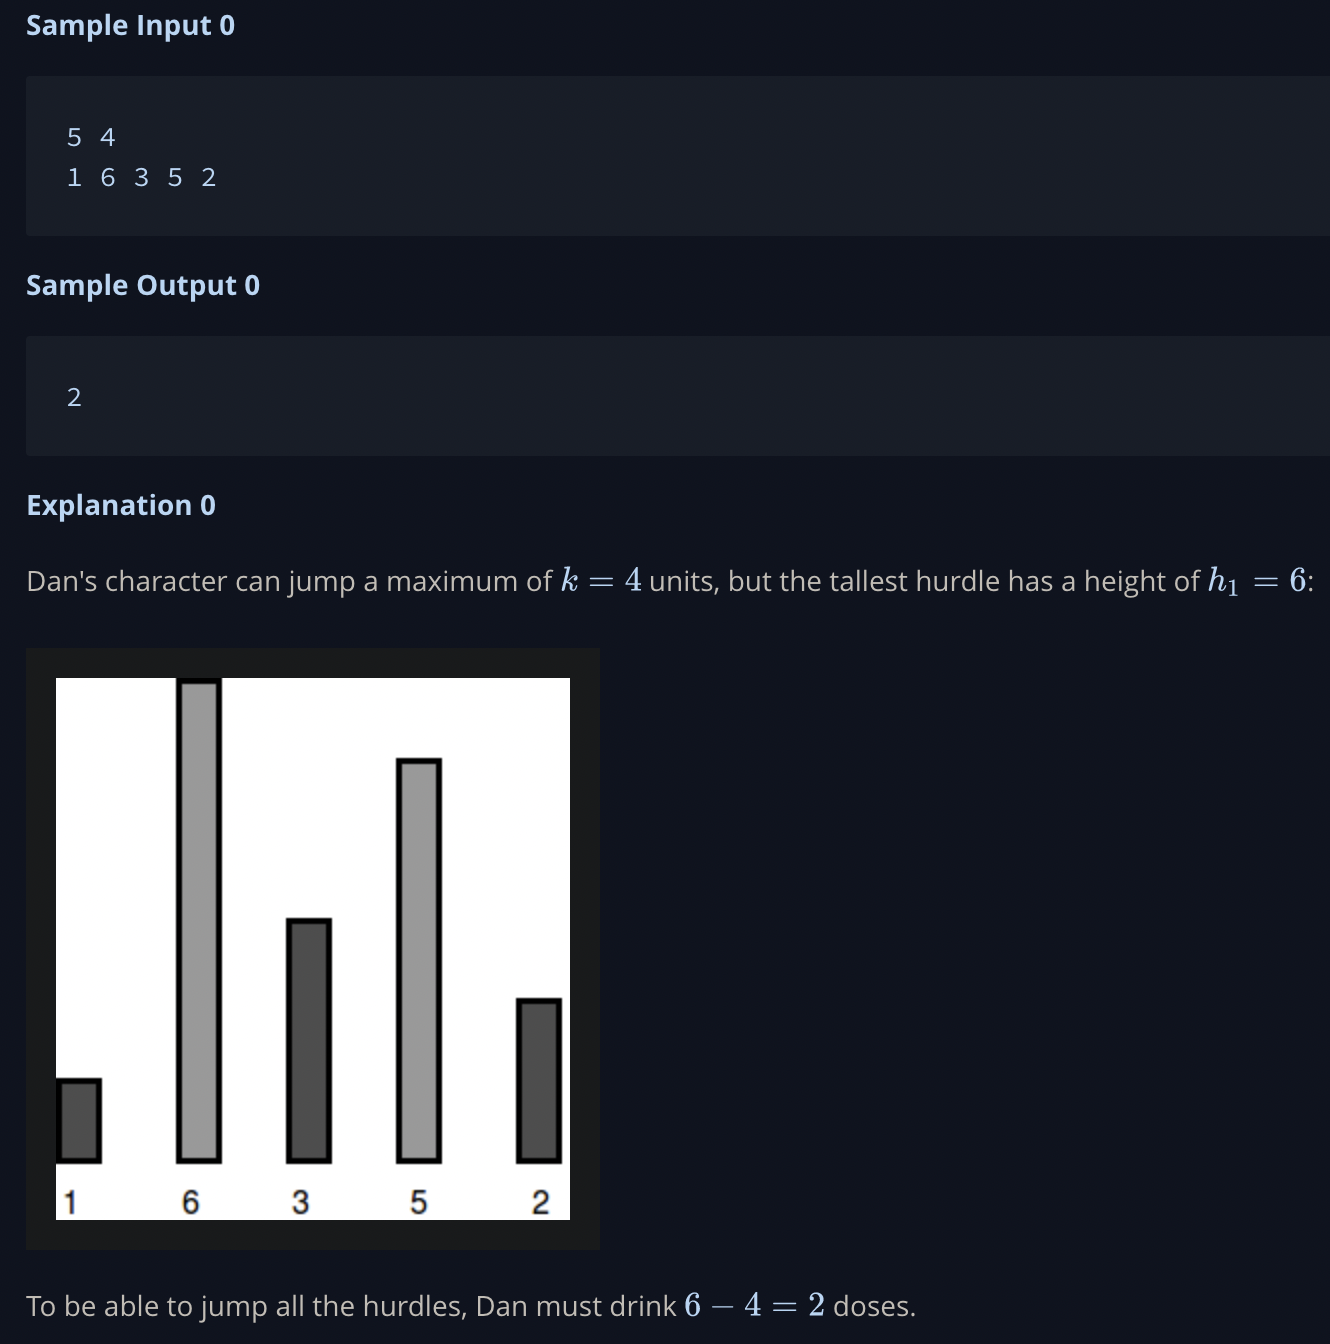 Sample Input 0
5 4
1 6 3 5 2
Sample Output 0
2
Explanation 0
Dan's character can jump a maximum of k = 4 units, but the tallest hurdle has a height of h₁ = 6:
1 6 3 5 2
To be able to jump all the hurdles, Dan must drink 6 − 4 = 2 doses.